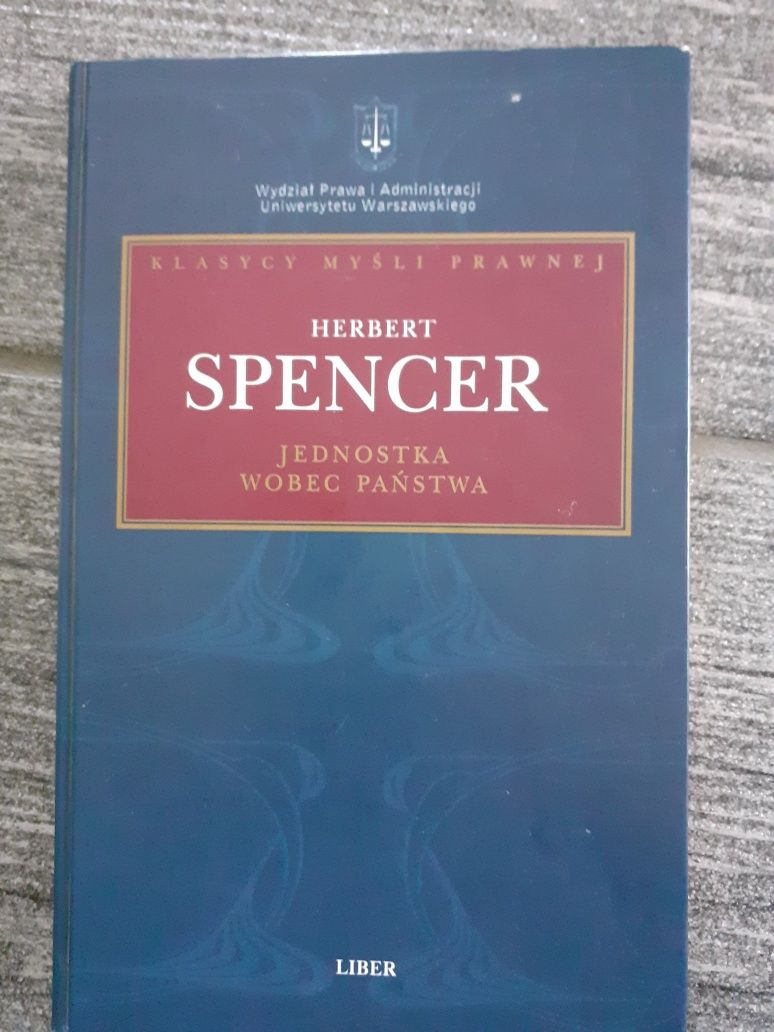 Wydział Prawa i Administracji
Uniwersytetu Warszawskiego
KLASYCY MYŚLI PRAWNEJ
HERBERT
SPENCER
JEDNOSTKA
WOBEC PAŃSTWA
LIBER